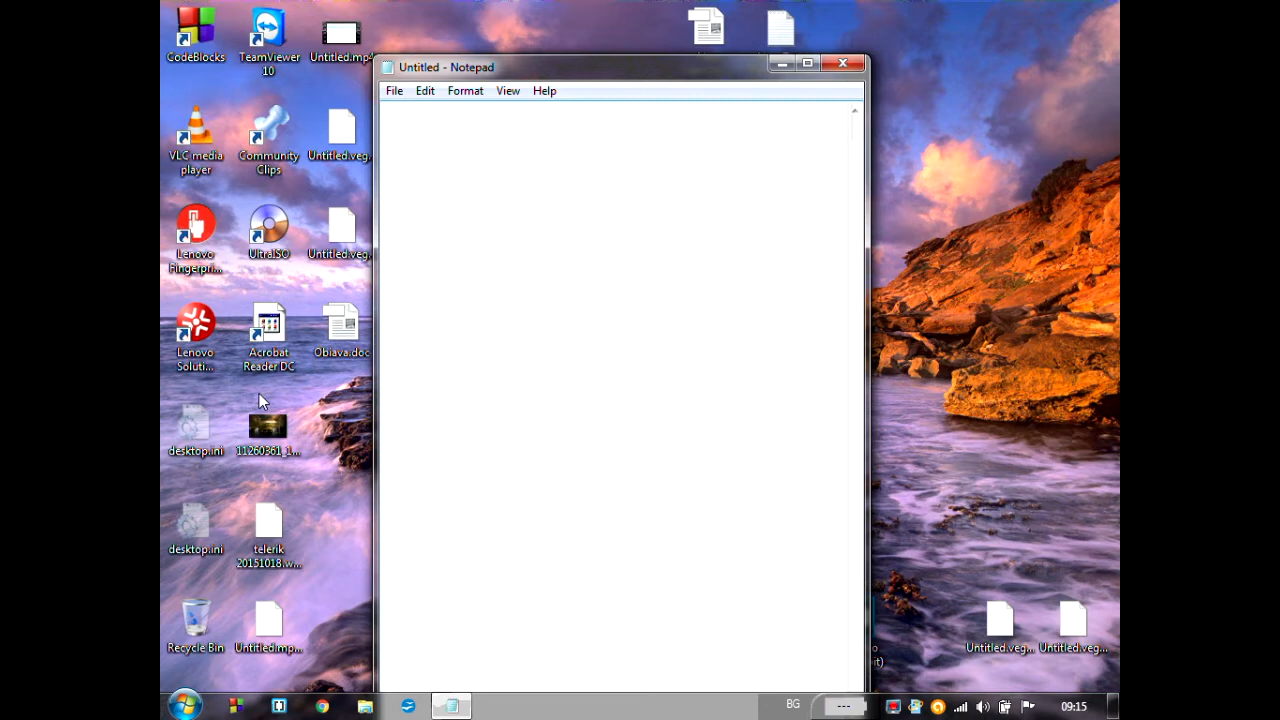 CodeBlocks
TeamViewer
10
Untitled.mp4
Untitled - Notepad
File Edit Format View Help
VLC media
player
Community
Clips
Untitled.veg.
Lenovo
Fingerpri...
UltraISO
Untitled.veg.
Lenovo
Soluti...
Acrobat
Reader DC
Obiava.doc
desktop.ini
11260361_1...
desktop.ini
telerik
20151018.w...
Recycle Bin
Untitled.mp...
Untitled.veg...
Untitled.veg...
BG
---
09:15